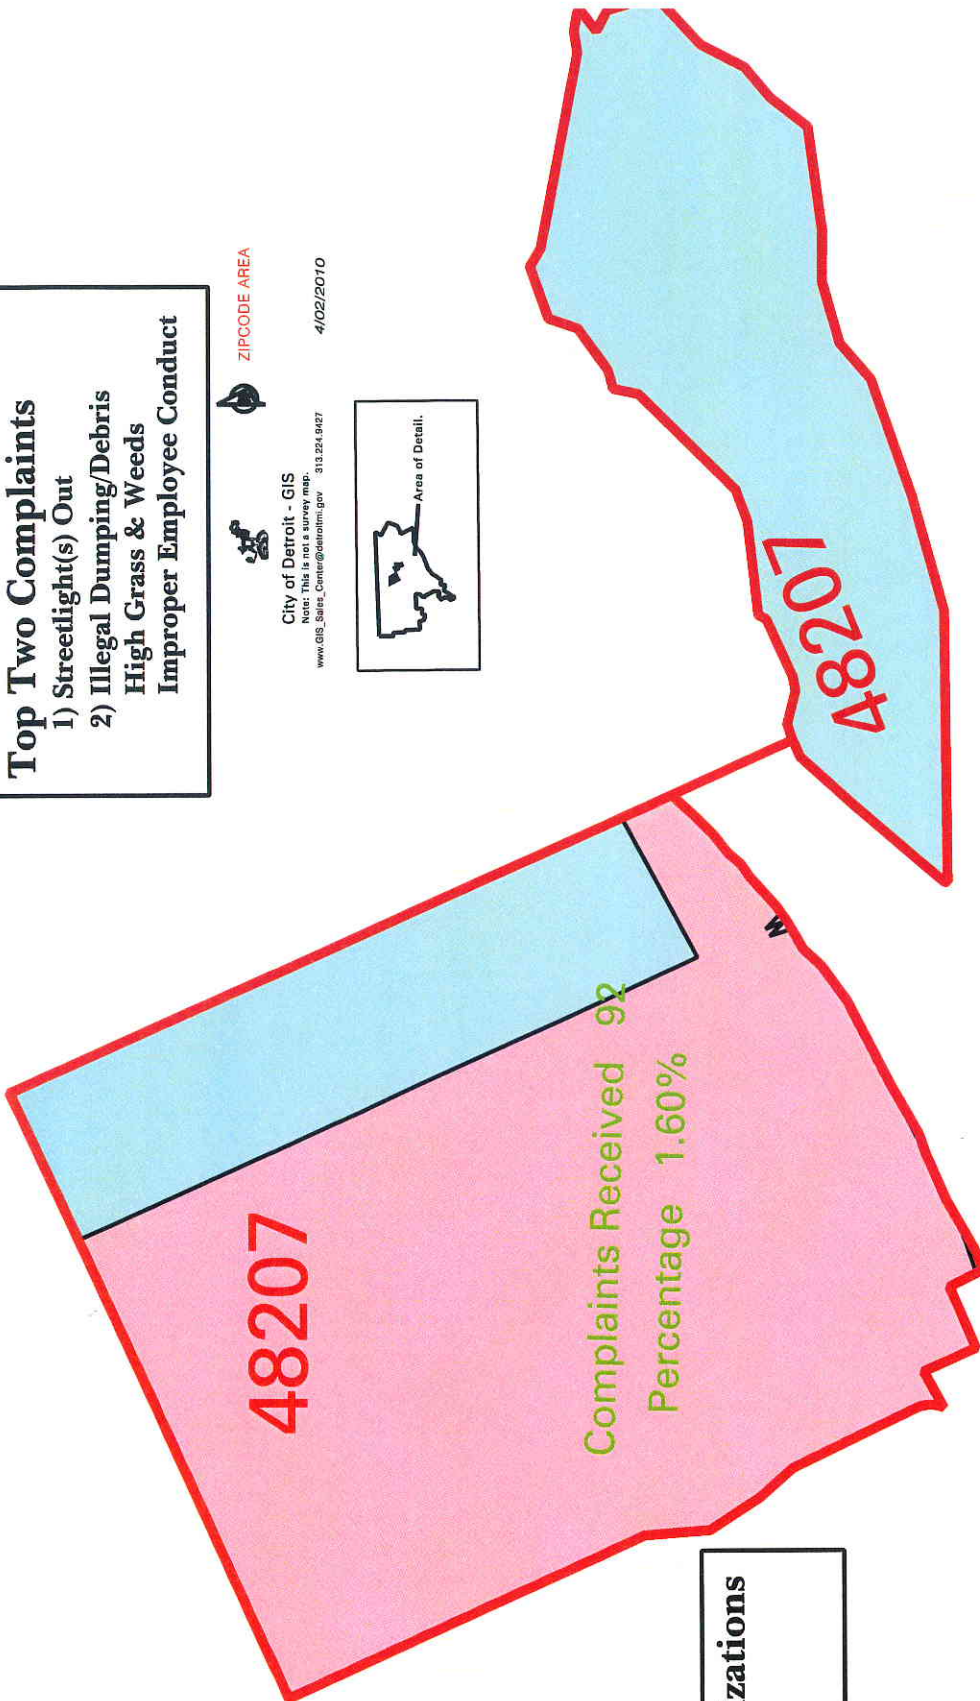 Top Two Complaints
1) Streetlight(s) Out
2) Illegal Dumping/Debris
High Grass & Weeds
Improper Employee Conduct
ZIPCODE AREA
City of Detroit - GIS
Note: This is not a survey map.
www.GIS_Sales_Center@detroitmi.gov 313.224.9427
4/02/2010
Area of Detail.
48207
48207
Complaints Received 92
Percentage 1.60%
W
zations